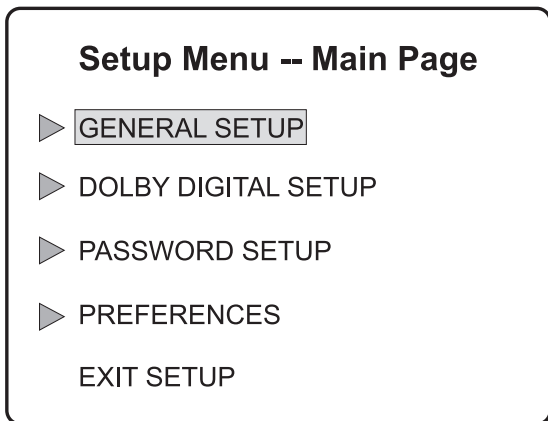 Setup Menu -- Main Page
GENERAL SETUP
DOLBY DIGITAL SETUP
PASSWORD SETUP
PREFERENCES
EXIT SETUP